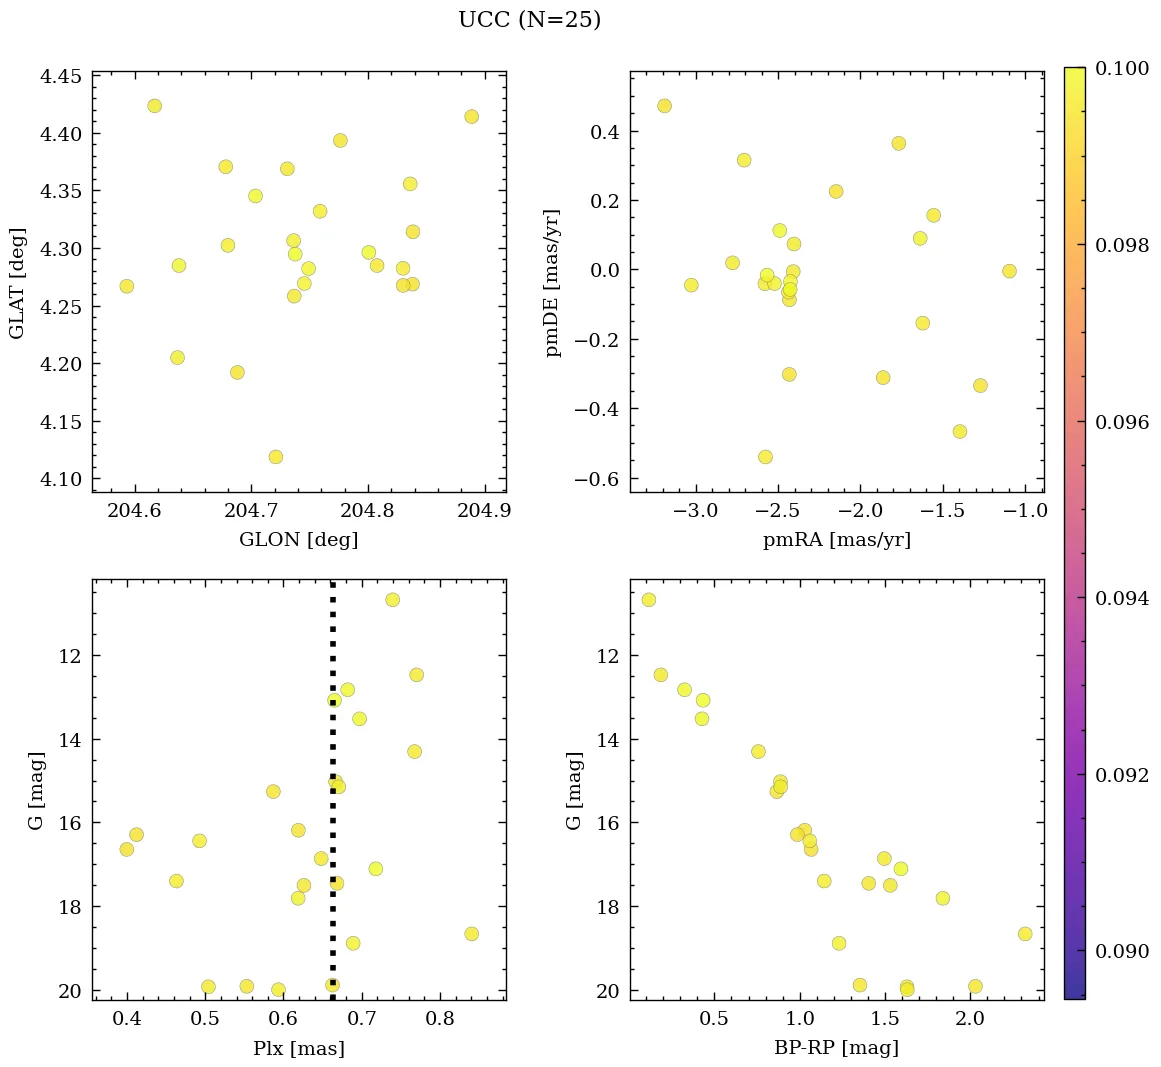 UCC (N=25)
4.45
4.40
4.35
4.30
4.25
4.20
4.15
4.10
GLAT [deg]
204.6 204.7 204.8 204.9
GLON [deg]
0.4
0.2
0.0
−0.2
−0.4
−0.6
pmDE [mas/yr]
−3.0 −2.5 −2.0 −1.5 −1.0
pmRA [mas/yr]
12
14
16
18
20
G [mag]
0.4 0.5 0.6 0.7 0.8
Plx [mas]
12
14
16
18
20
G [mag]
0.5 1.0 1.5 2.0
BP-RP [mag]
0.100
0.098
0.096
0.094
0.092
0.090